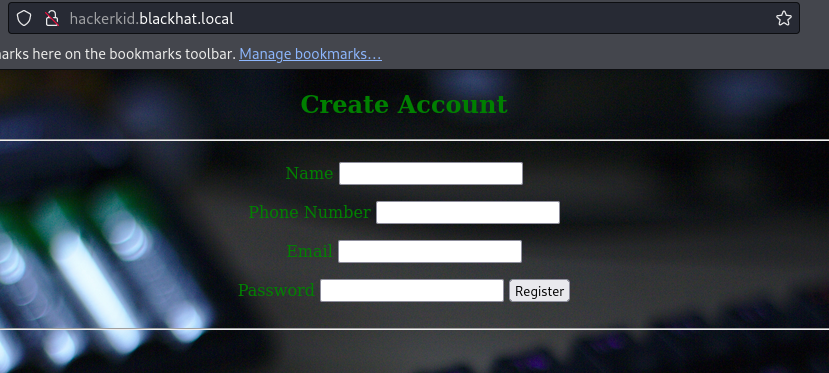 hackerkid.blackhat.local
arks here on the bookmarks toolbar. Manage bookmarks...
Create Account
Name
Phone Number
Email
Password Register